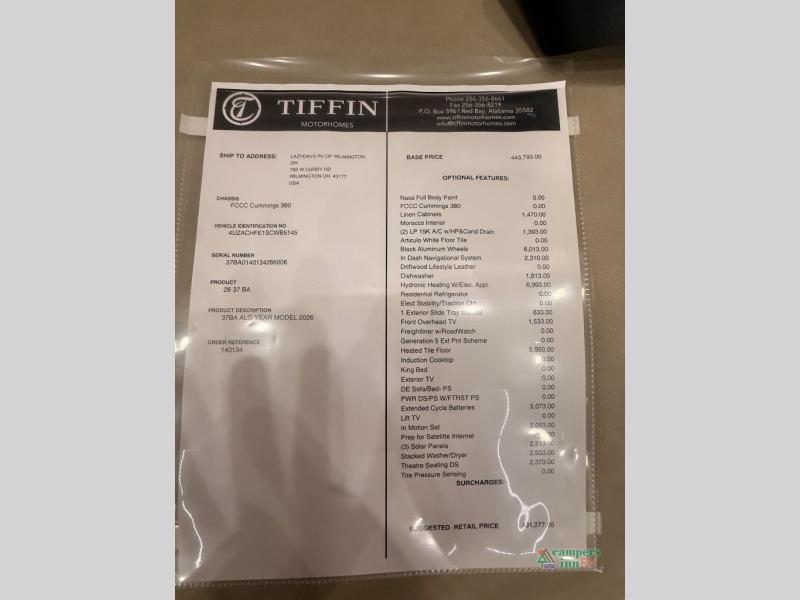 TIFFIN
MOTORHOMES
Phone 256-356-8661
Fax 256-356-8219
P.O. Box 596 I Red Bay, Alabama 35582
www.tiffinmotorhomes.com
info@tiffinmotorhomes.com
SHIP TO ADDRESS:
LAZYDAYS PV OF WILMINGTON,
OH
W CURRY RD
WILMINGTON OH 45177
USA
CHASSIS
FCCC Cummings 380
VEHICLE IDENTIFICATION NO
4UZACHFE1SCWB5145
SERIAL NUMBER
37BA0140134266006
PRODUCT
26 37 BA
PRODUCT DESCRIPTION
37BA ALG YEAR MODEL 2026
ORDER REFERENCE
140134
BASE PRICE 443,793.00
OPTIONAL FEATURES:
Nasa Full Body Paint 0.00
FCCC Cummings 380 0.00
Linen Cabinets 1,470.00
Morocco Interior 0.00
(2) LP 15K A/C w/HP&Cond Drain 1,393.00
Articulo White Floor Tile 0.00
Black Aluminum Wheels 6,013.00
In Dash Navigational System 2,310.00
Driftwood Lifestyle Leather 0.00
Dishwasher 1,813.00
Hydronic Heating W/Elec. Appl. 6,993.00
Residential Refrigerator 0.00
Elect Stability/Traction Ctrl 0.00
1 Exterior Slide Tray Manual 833.00
Front Overhead TV 1,533.00
Freightliner w/RoadWatch 0.00
Generation 5 Ext Pnt Scheme 0.00
Heated Tile Floor 5,950.00
Induction Cooktop 0.00
King Bed 0.00
Exterior TV 0.00
DE Sofa/Bed- PS 0.00
PWR DS/PS W/FTRST PS 0.00
Extended Cycle Batteries 3,073.00
Lift TV 0.00
In Motion Sat 2,093.00
Prep for Satellite Internet
(3) Solar Panels 2,513.00
Stacked Washer/Dryer 2,933.00
Theatre Seating DS 2,373.00
Tire Pressure Sensing 0.00
SURCHARGES:
SUGGESTED RETAIL PRICE
campers
inn RV